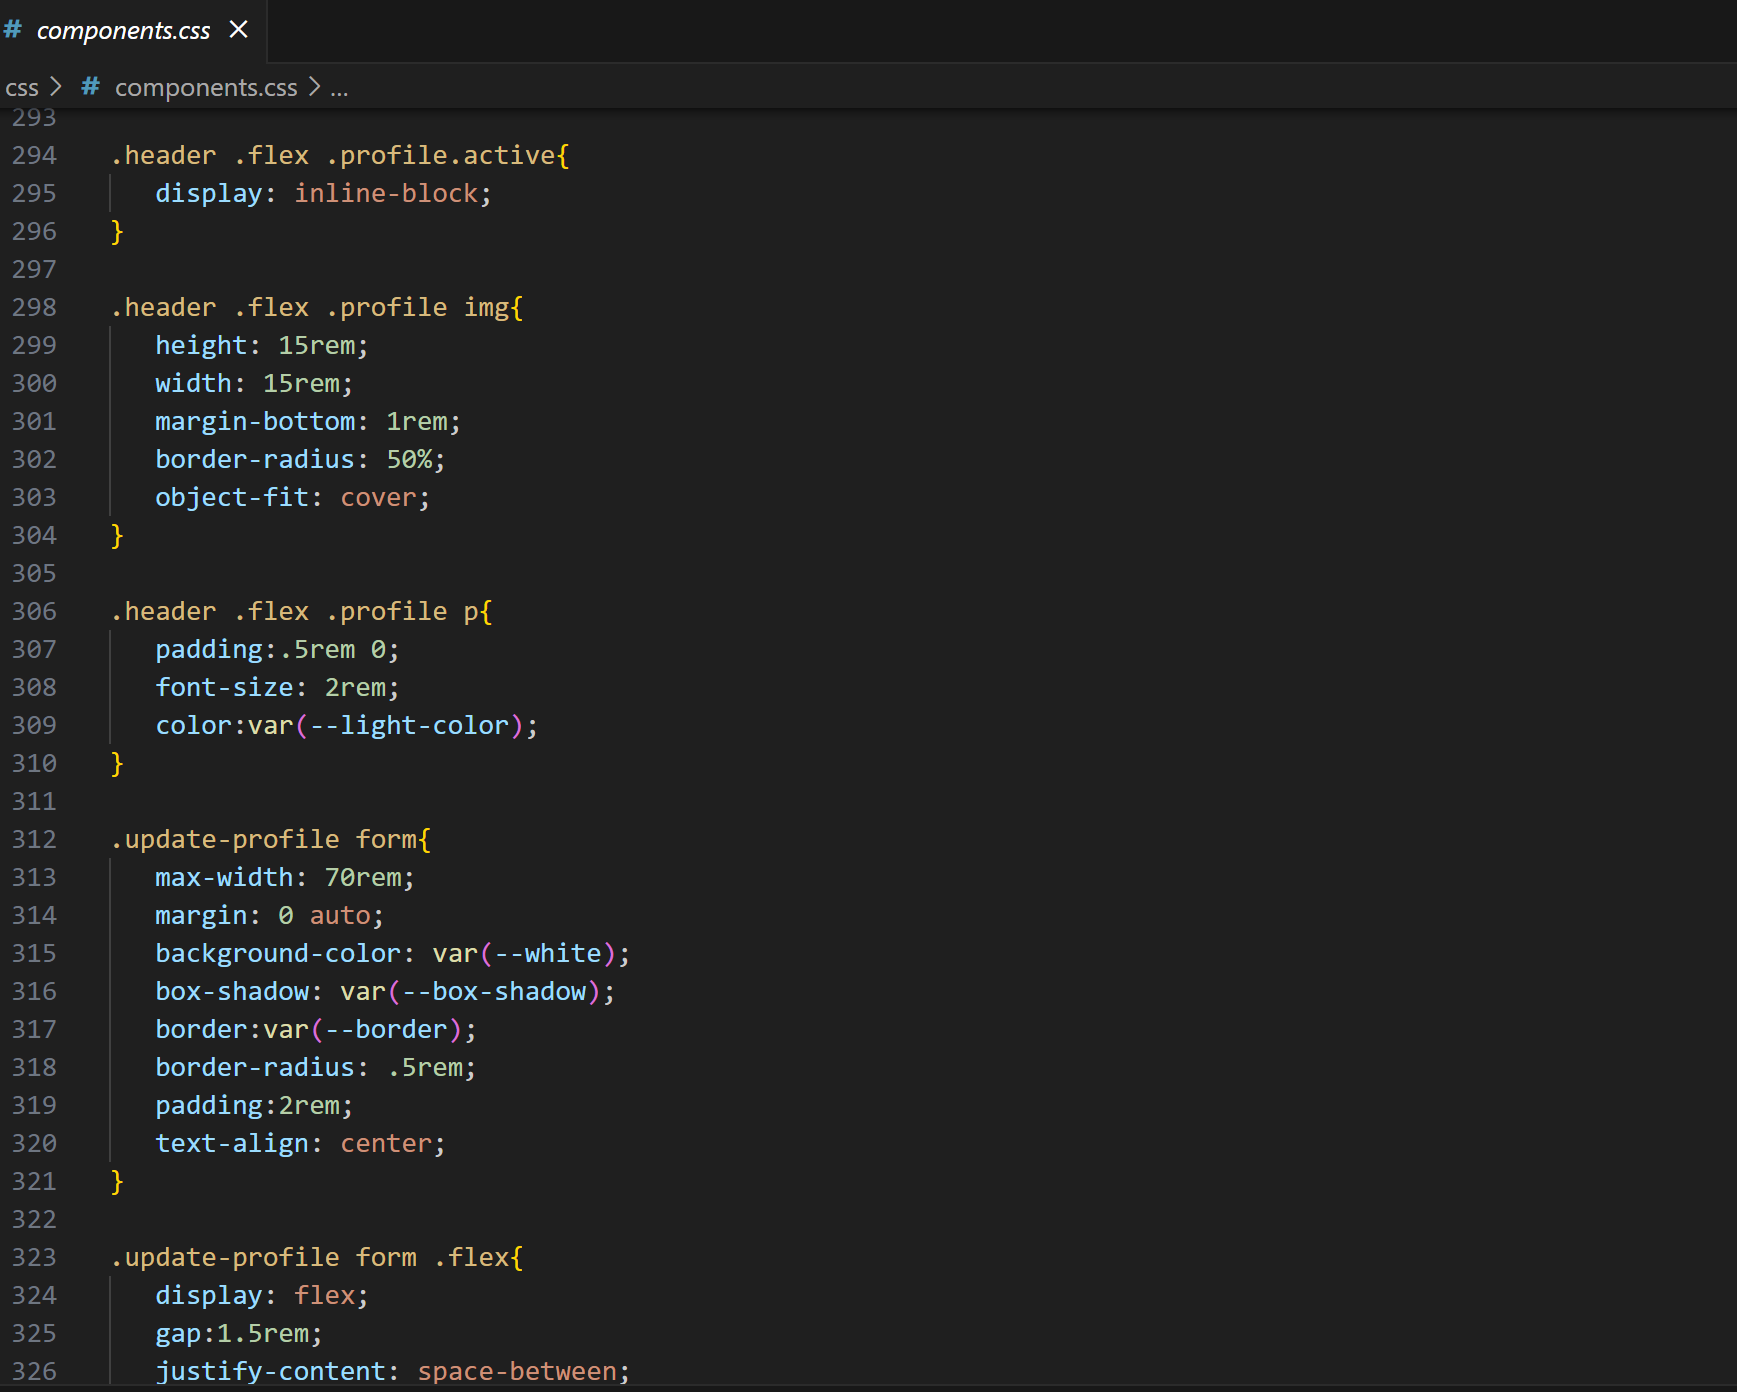 # components.css ×
css > # components.css > ...
293
294 .header .flex .profile.active{
295    display: inline-block;
296 }
297
298 .header .flex .profile img{
299    height: 15rem;
300    width: 15rem;
301    margin-bottom: 1rem;
302    border-radius: 50%;
303    object-fit: cover;
304 }
305
306 .header .flex .profile p{
307    padding:.5rem 0;
308    font-size: 2rem;
309    color:var(--light-color);
310 }
311
312 .update-profile form{
313    max-width: 70rem;
314    margin: 0 auto;
315    background-color: var(--white);
316    box-shadow: var(--box-shadow);
317    border:var(--border);
318    border-radius: .5rem;
319    padding:2rem;
320    text-align: center;
321 }
322
323 .update-profile form .flex{
324    display: flex;
325    gap:1.5rem;
326    justify-content: space-between;